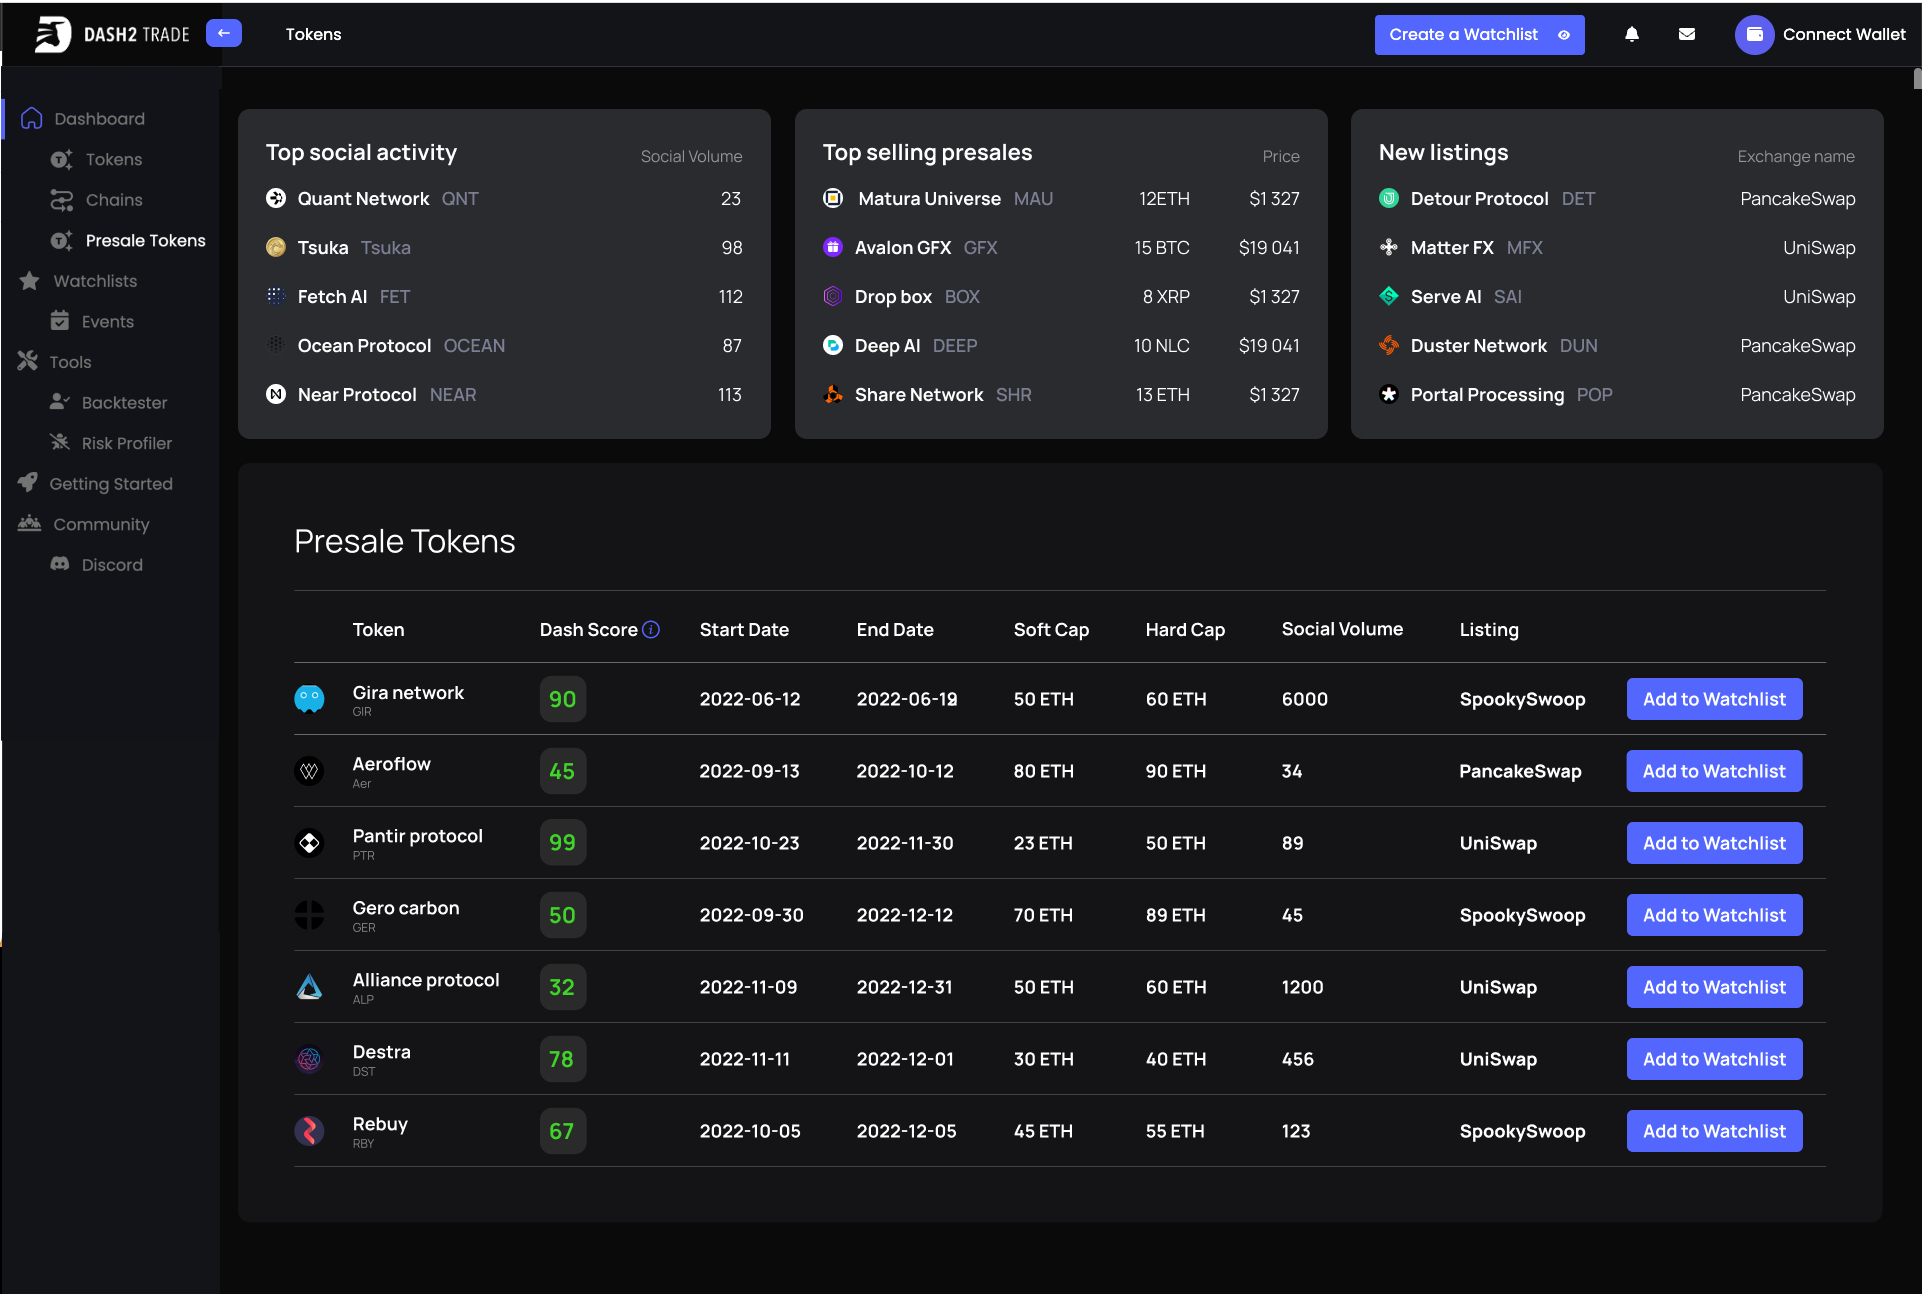 DASH2 TRADE
Tokens
Create a Watchlist
Connect Wallet
Dashboard
Tokens
Chains
Presale Tokens
Watchlists
Events
Tools
Backtester
Risk Profiler
Getting Started
Community
Discord
Top social activity Social Volume
Quant Network QNT 23
Tsuka Tsuka 98
Fetch AI FET 112
Ocean Protocol OCEAN 87
Near Protocol NEAR 113
Top selling presales Price
Matura Universe MAU 12ETH $1 327
Avalon GFX GFX 15 BTC $19 041
Drop box BOX 8 XRP $1 327
Deep AI DEEP 10 NLC $19 041
Share Network SHR 13 ETH $1 327
New listings Exchange name
Detour Protocol DET PancakeSwap
Matter FX MFX UniSwap
Serve AI SAI UniSwap
Duster Network DUN PancakeSwap
Portal Processing POP PancakeSwap
Presale Tokens
Token Dash Score Start Date End Date Soft Cap Hard Cap Social Volume Listing
Gira network 90 2022-06-12 50 ETH 60 ETH 6000 SpookySwoop Add to Watchlist
GIR
Aeroflow 45 2022-09-13 2022-10-12 80 ETH 90 ETH 34 PancakeSwap Add to Watchlist
Aer
Pantir protocol 99 2022-10-23 2022-11-30 23 ETH 50 ETH 89 UniSwap Add to Watchlist
PTR
Gero carbon 50 2022-09-30 2022-12-12 70 ETH 89 ETH 45 SpookySwoop Add to Watchlist
GER
Alliance protocol 32 2022-11-09 2022-12-31 50 ETH 60 ETH 1200 UniSwap Add to Watchlist
ALP
Destra 78 2022-11-11 2022-12-01 30 ETH 40 ETH 456 UniSwap Add to Watchlist
DST
Rebuy 67 2022-10-05 2022-12-05 45 ETH 55 ETH 123 SpookySwoop Add to Watchlist
RBY